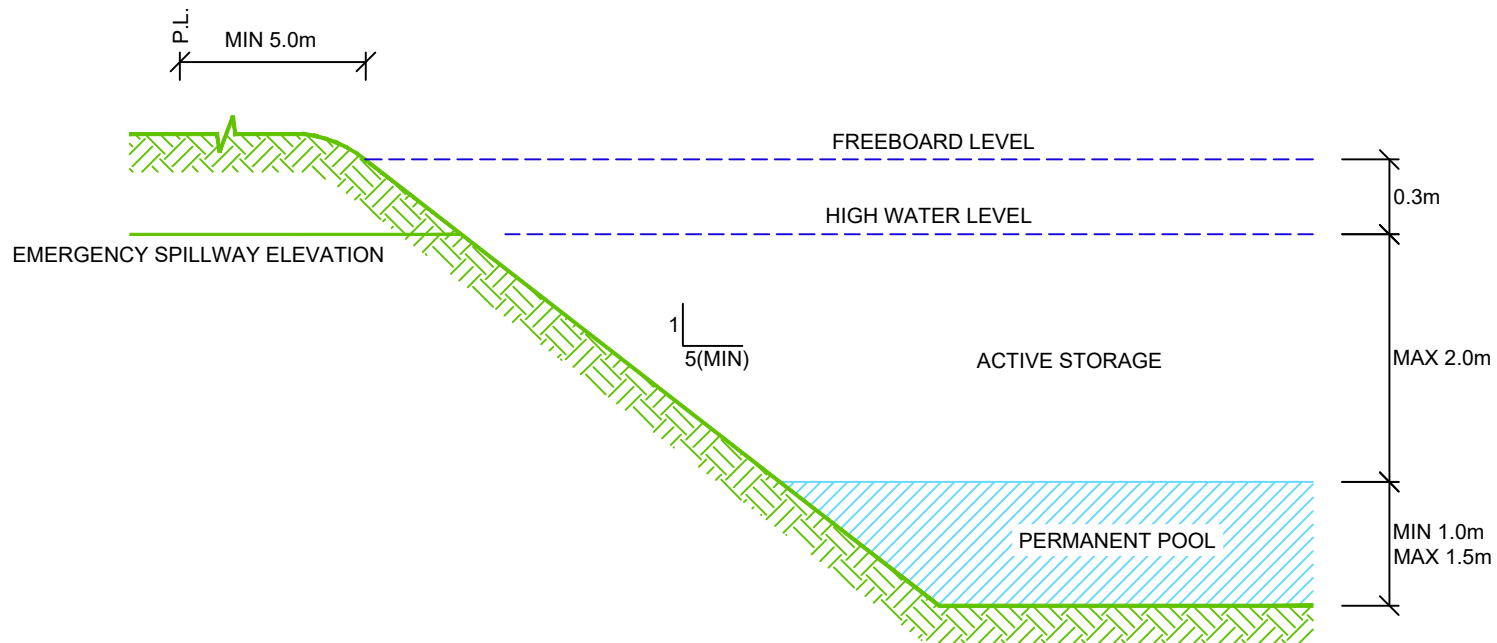 P.L.
MIN 5.0m
FREEBOARD LEVEL
0.3m
HIGH WATER LEVEL
EMERGENCY SPILLWAY ELEVATION
1
5(MIN)
ACTIVE STORAGE
MAX 2.0m
PERMANENT POOL
MIN 1.0m
MAX 1.5m